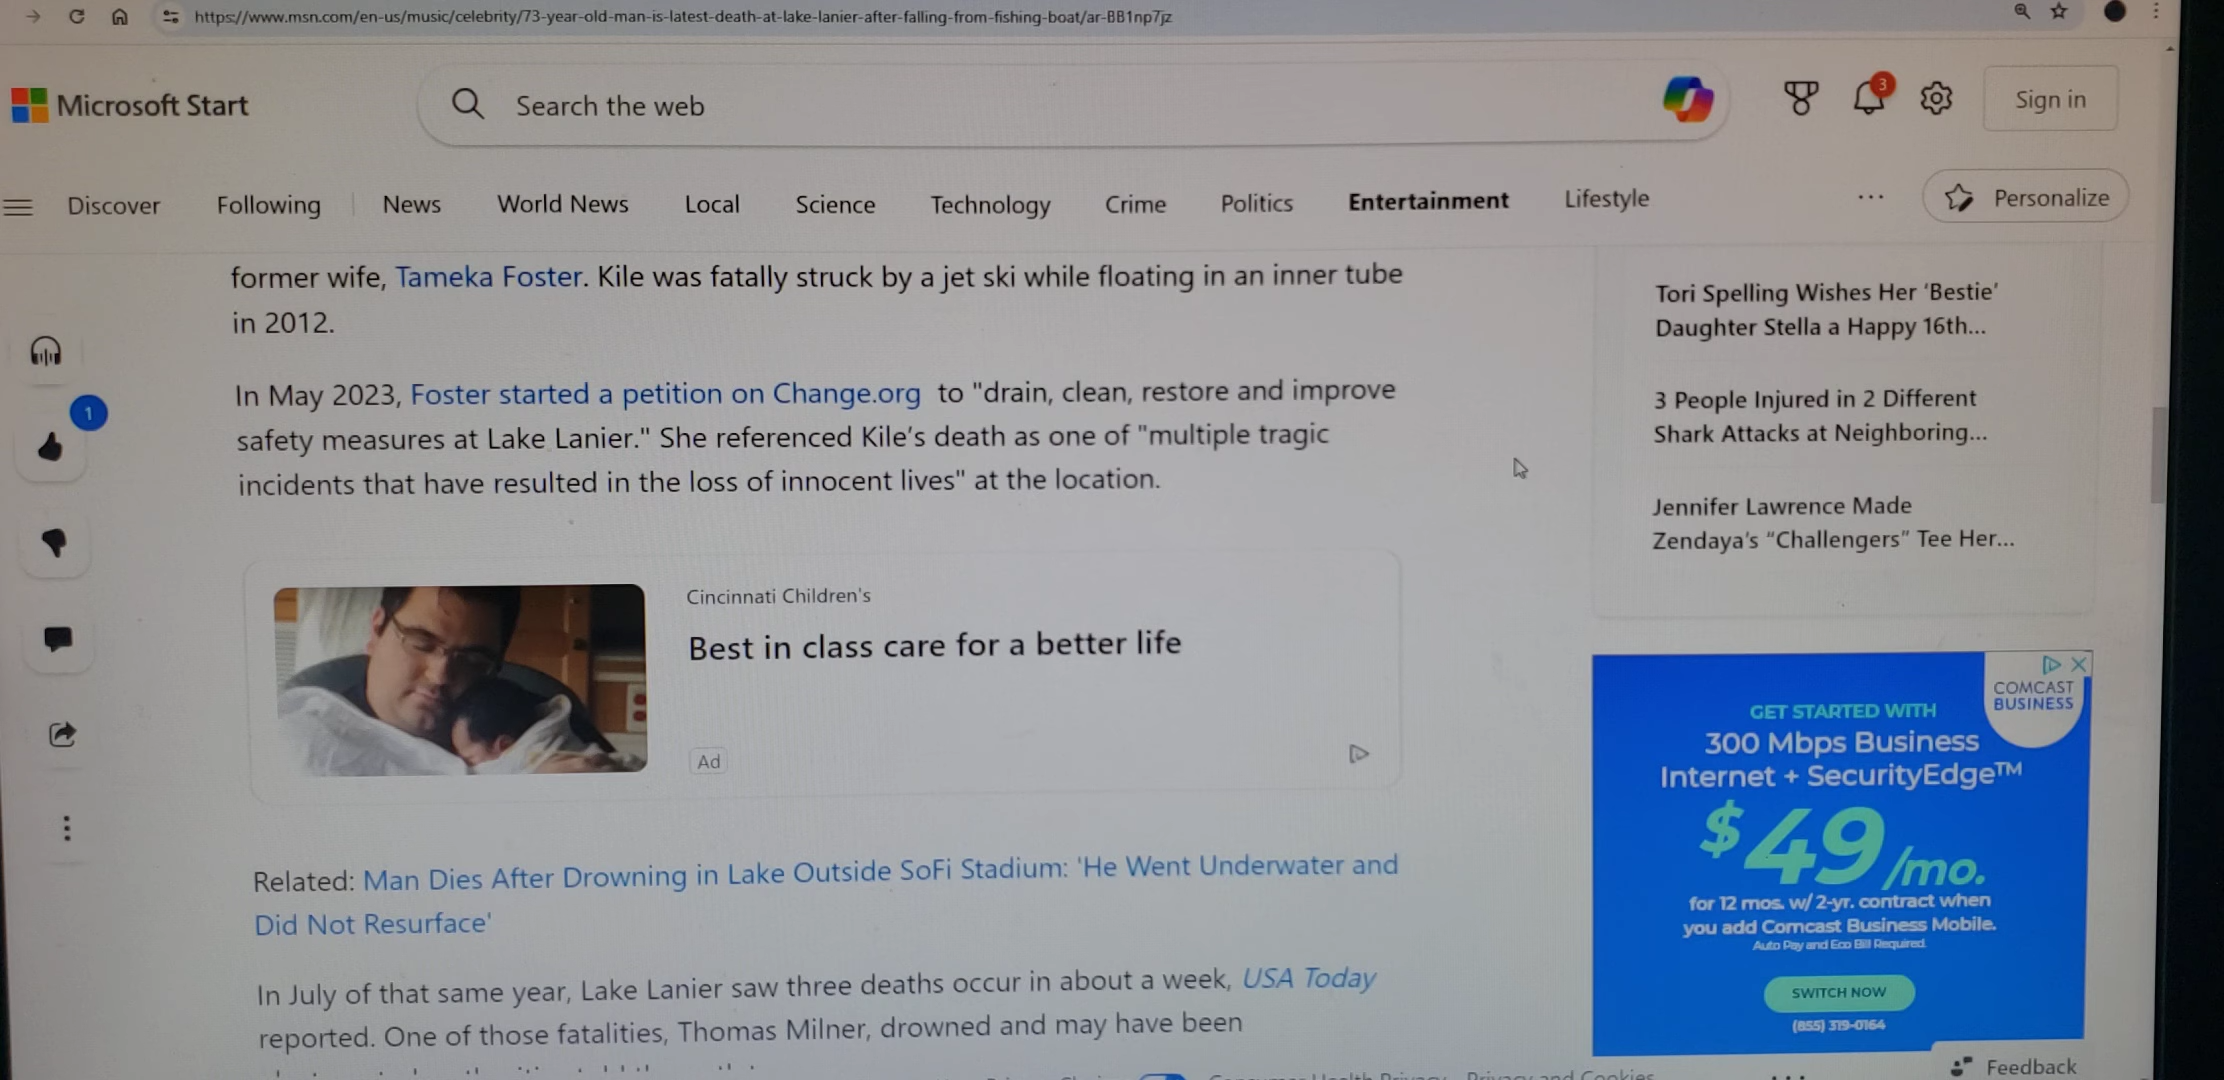 https://www.msn.com/en-us/music/celebrity/73-year-old-man-is-latest-death-at-lake-lanier-after-falling-from-fishing-boat/ar-BB1np7jz
Microsoft Start
Search the web
3
Sign in
Discover
Following
News
World News
Local
Science
Technology
Crime
Politics
Entertainment
Lifestyle
...
Personalize
former wife, Tameka Foster. Kile was fatally struck by a jet ski while floating in an inner tube
in 2012.
1
In May 2023, Foster started a petition on Change.org to "drain, clean, restore and improve
safety measures at Lake Lanier." She referenced Kile's death as one of "multiple tragic
incidents that have resulted in the loss of innocent lives" at the location.
Cincinnati Children's
Best in class care for a better life
Ad
Related: Man Dies After Drowning in Lake Outside SoFi Stadium: 'He Went Underwater and
Did Not Resurface'
In July of that same year, Lake Lanier saw three deaths occur in about a week, USA Today
reported. One of those fatalities, Thomas Milner, drowned and may have been
Tori Spelling Wishes Her 'Bestie'
Daughter Stella a Happy 16th...
3 People Injured in 2 Different
Shark Attacks at Neighboring...
Jennifer Lawrence Made
Zendaya's “Challengers” Tee Her...
COMCAST
BUSINESS
GET STARTED WITH
300 Mbps Business
Internet + SecurityEdge™
$49/mo.
for 12 mos. w/ 2-yr. contract when
you add Comcast Business Mobile.
Auto Pay and Eco Bill Required.
SWITCH NOW
(855) 319-0164
Feedback
Consumer Health Privacy
Privacy and Cookies